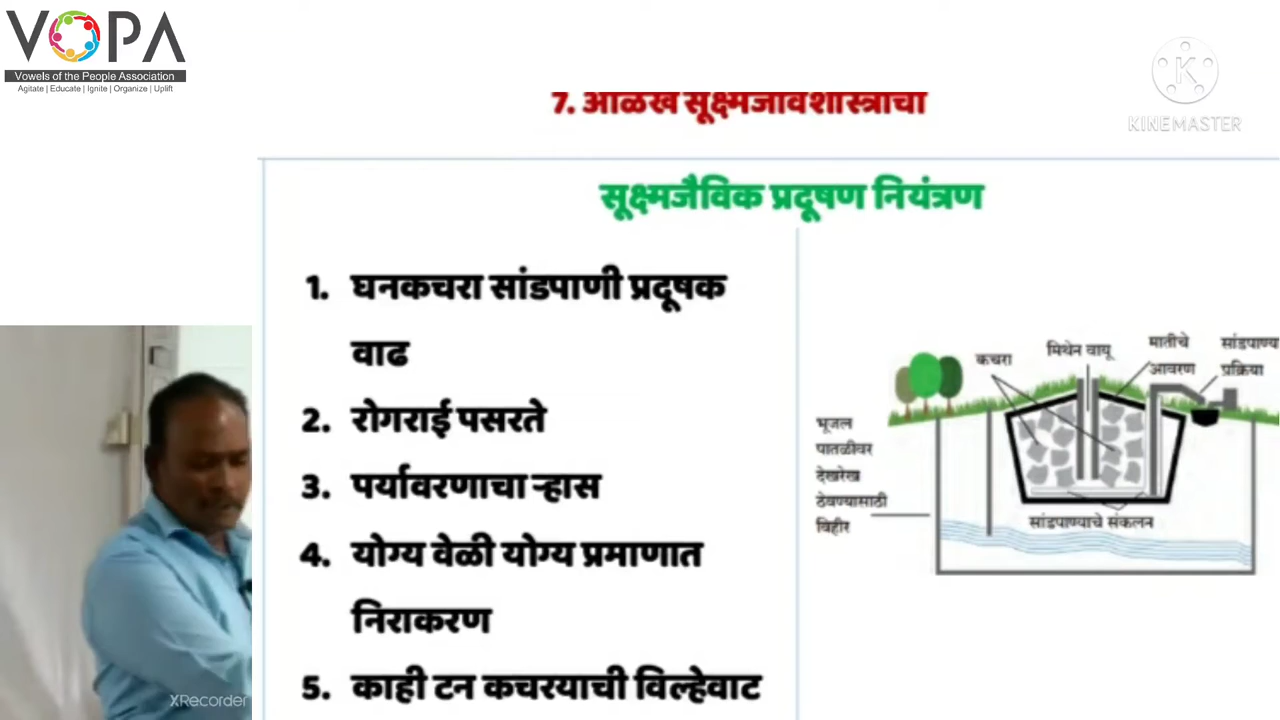 VOPA
Vowels of the People Association
Agitate | Educate | Ignite | Organize | Uplift
K
KINEMASTER
7. आळख सूक्ष्मजावशास्त्राचा
सूक्ष्मजैविक प्रदूषण नियंत्रण
1. घनकचरा सांडपाणी प्रदूषक
वाढ
2. रोगराई पसरते
3. पर्यावरणाचा ऱ्हास
4. योग्य वेळी योग्य प्रमाणात
निराकरण
5. काही टन कचरयाची विल्हेवाट
कचरा
मिथेन वायू
मातीचे
आवरण
सांडपाण्या
प्रक्रिया
भूजल
पातळीवर
देखरेख
ठेवण्यासाठी
विहीर
सांडपाण्याचे संकलन
XRecorder